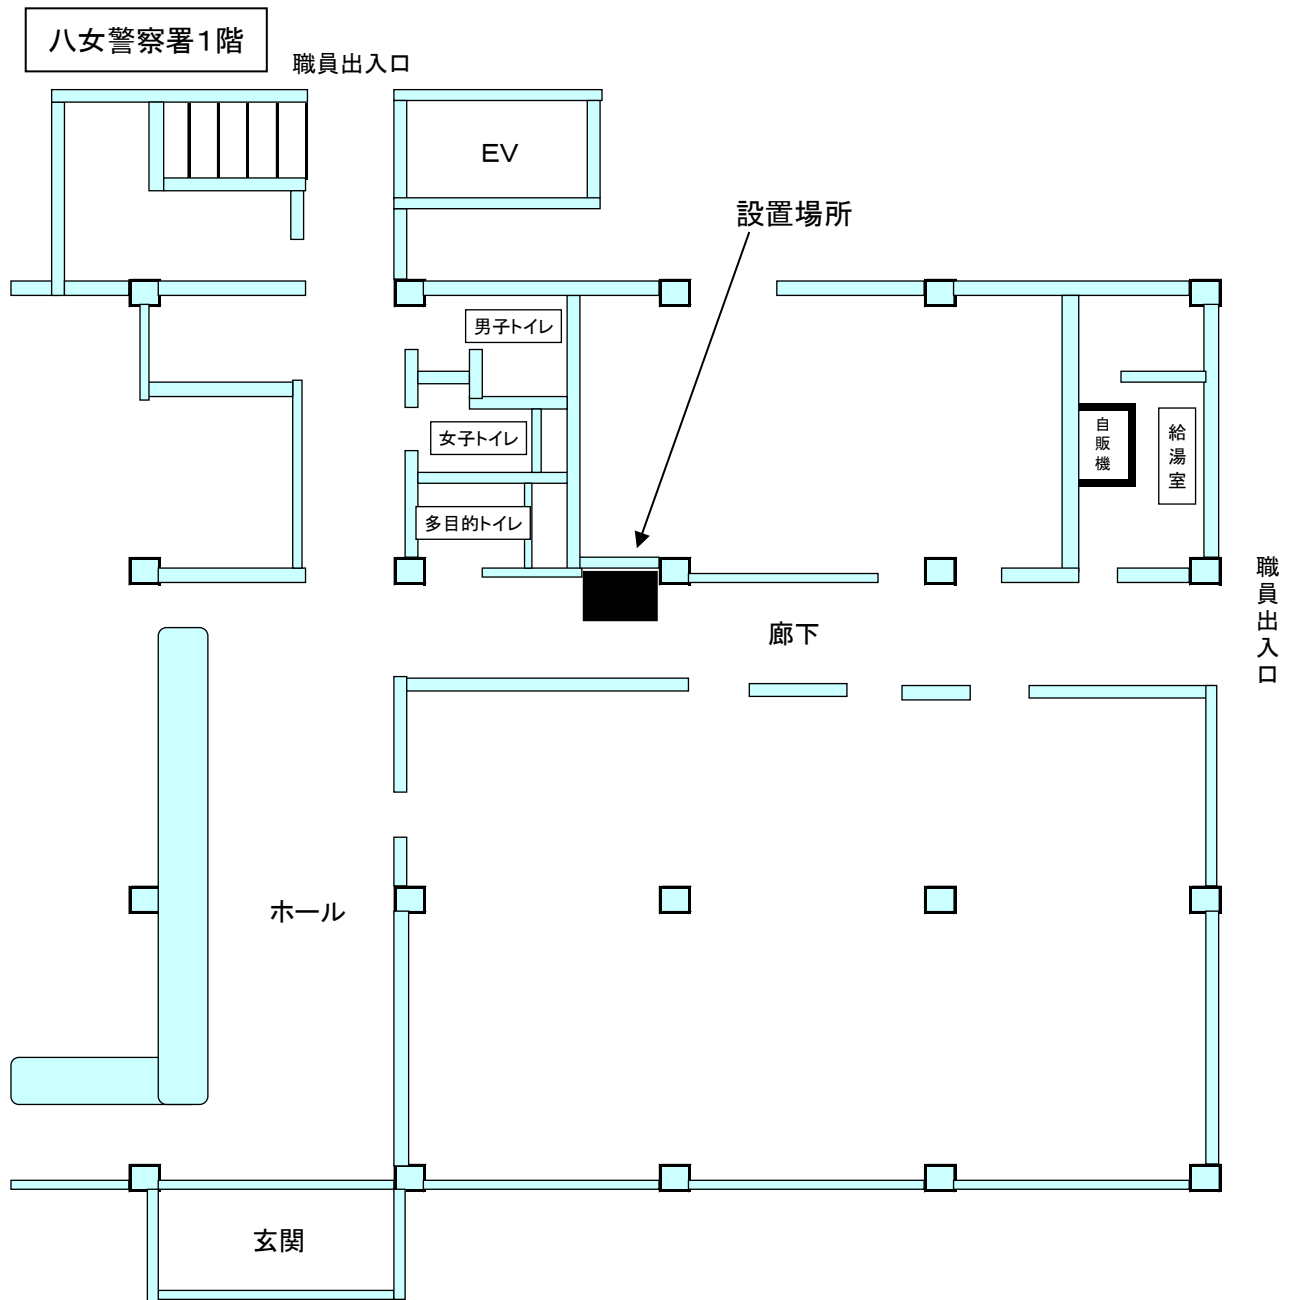 八女警察署1階
職員出入口
EV
設置場所
男子トイレ
女子トイレ
多目的トイレ
自販機
給湯室
職員出入口
廊下
ホール
玄関